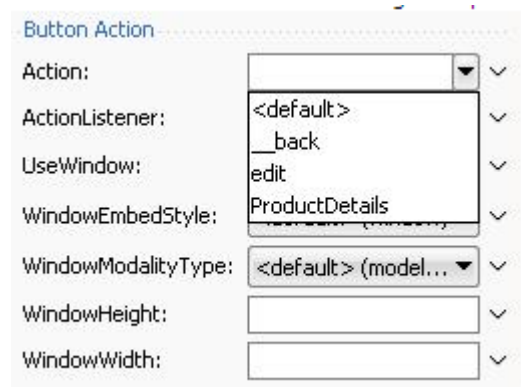 Button Action
Action:
<default>
ActionListener:
__back
UseWindow:
edit
ProductDetails
WindowEmbedStyle:
WindowModalityType: <default> (model...
WindowHeight:
WindowWidth: